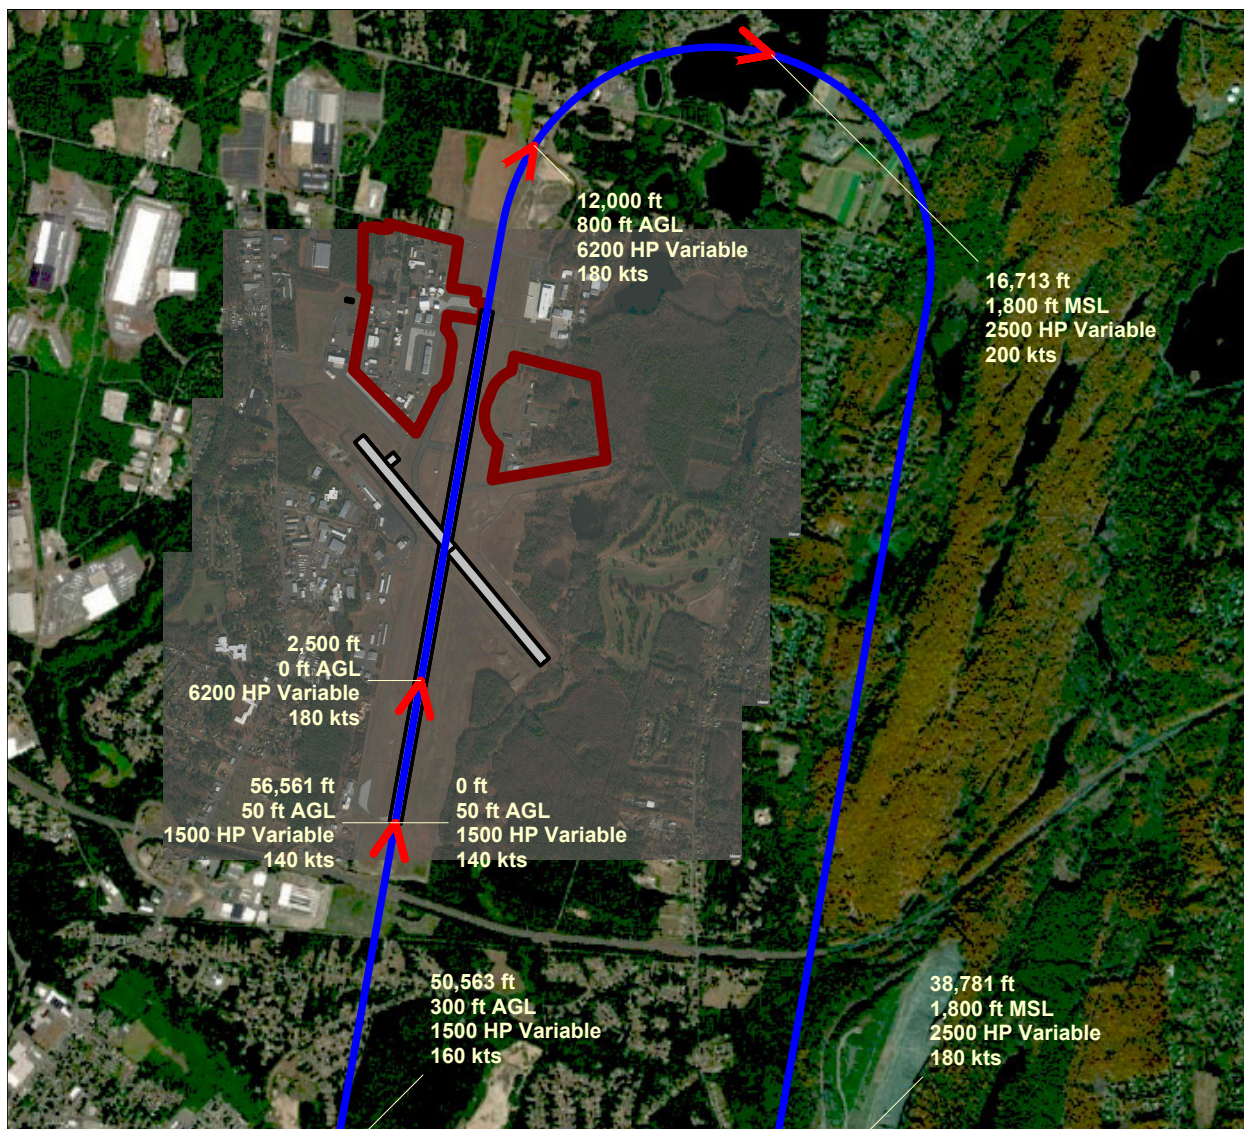 12,000 ft
800 ft AGL
6200 HP Variable
180 kts
16,713 ft
1,800 ft MSL
2500 HP Variable
200 kts
2,500 ft
0 ft AGL
6200 HP Variable
180 kts
56,561 ft
50 ft AGL
1500 HP Variable
140 kts
0 ft
50 ft AGL
1500 HP Variable
140 kts
50,563 ft
300 ft AGL
1500 HP Variable
160 kts
38,781 ft
1,800 ft MSL
2500 HP Variable
180 kts